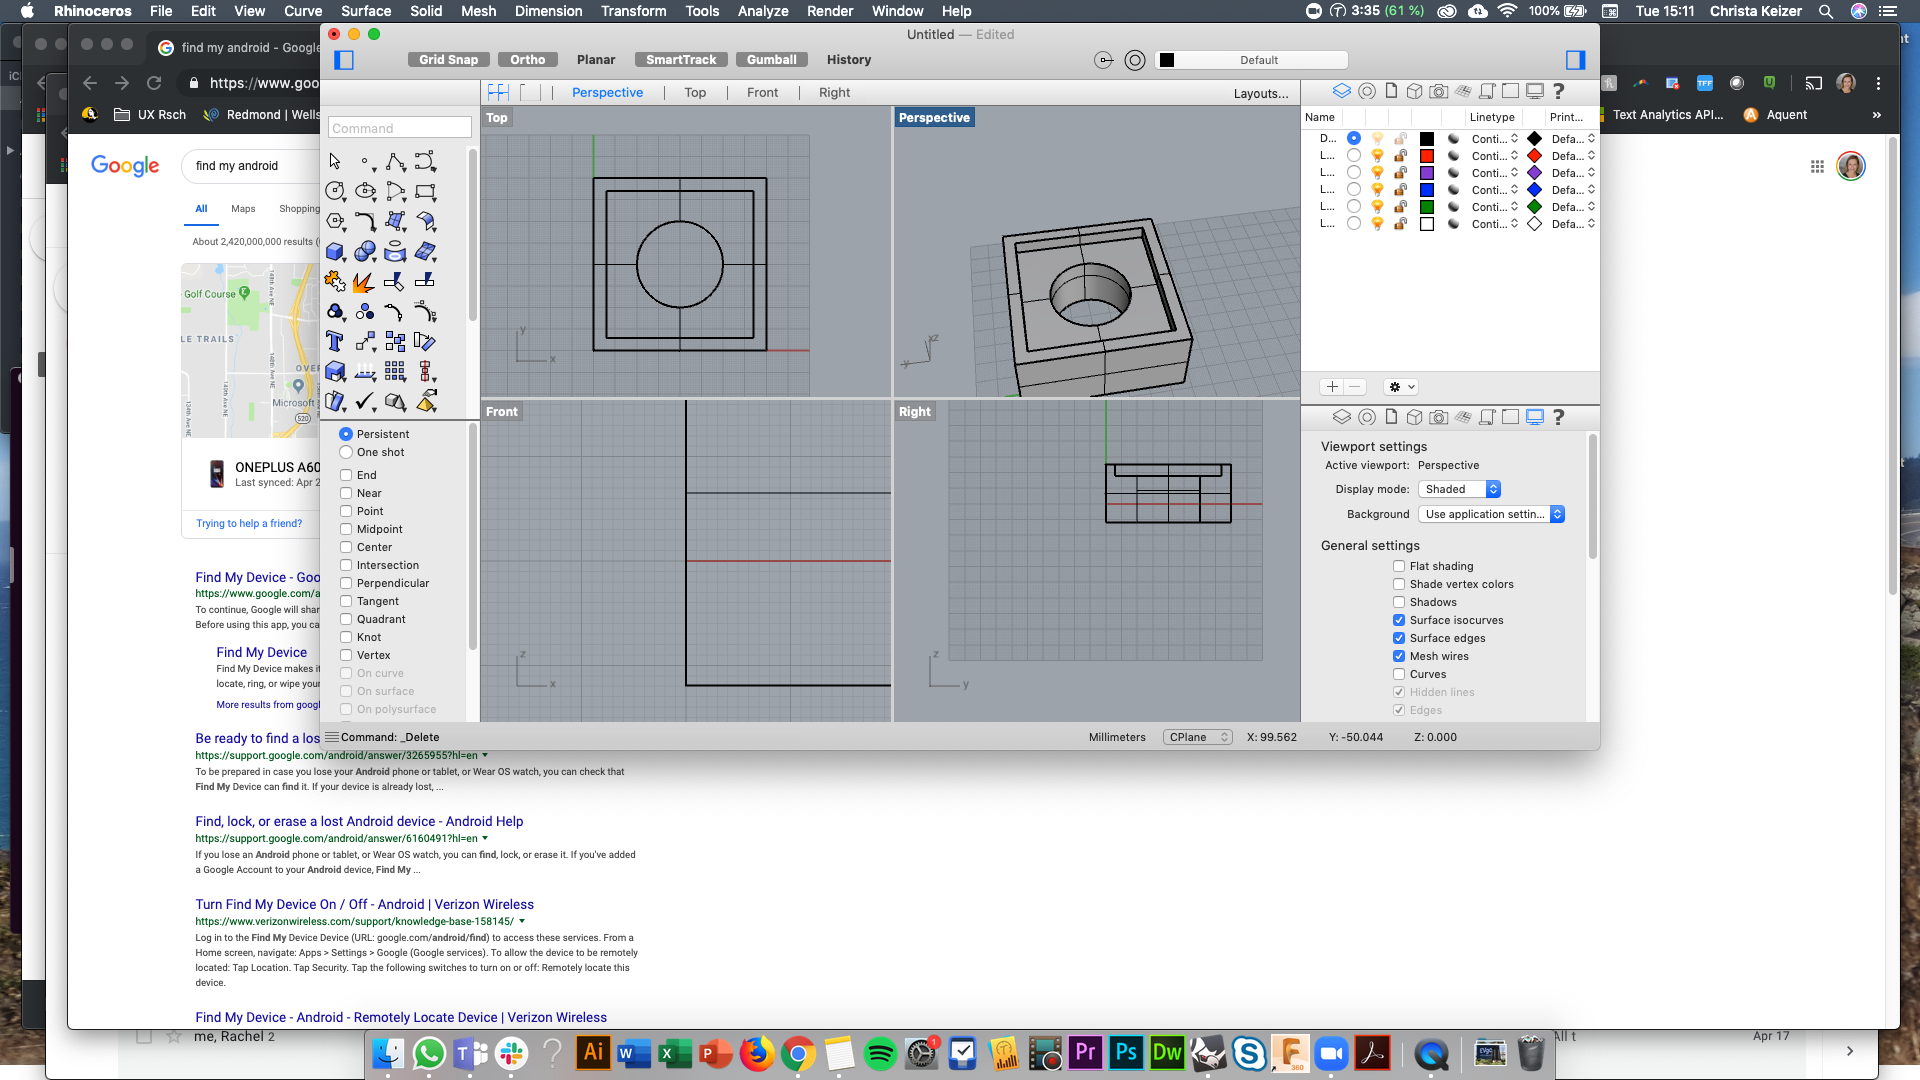 Rhinoceros File Edit View Curve Surface Solid Mesh Dimension Transform Tools Analyze Render Window Help 3:35 (61 %) 100% Tue 15:11 Christa Keizer
Untitled — Edited
find my android - Google
Grid Snap Ortho Planar SmartTrack Gumball History Default
https://www.goo
Perspective | Top | Front | Right Layouts...
UX Rsch Redmond | Wells
Text Analytics API... Aquent »
Command
Top
Perspective
Name Linetype Print...
D... Conti... Defa...
L... Conti... Defa...
L... Conti... Defa...
L... Conti... Defa...
L... Conti... Defa...
L... Conti... Defa...
Google
find my android
All Maps Shopping
About 2,420,000,000 results (
Golf Course
LE TRAILS
OVER
Microsoft
520
148th Ave NE
148th Ave NE
y
x
xz
y
Front
Right
Persistent
One shot
End
Near
Point
Midpoint
Center
Intersection
Perpendicular
Tangent
Quadrant
Knot
Vertex
On curve
On surface
On polysurface
z
x
z
y
Viewport settings
Active viewport: Perspective
Display mode: Shaded
Background Use application settin...
General settings
Flat shading
Shade vertex colors
Shadows
Surface isocurves
Surface edges
Mesh wires
Curves
Hidden lines
Edges
Command: _Delete
Millimeters CPlane X: 99.562 Y: -50.044 Z: 0.000
ONEPLUS A60
Last synced: Apr 2
Trying to help a friend?
Find My Device - Goo
https://www.google.com/a
To continue, Google will shar
Before using this app, you ca
Find My Device
Find My Device makes it
locate, ring, or wipe your
More results from googl
Be ready to find a los
https://support.google.com/android/answer/3265955?hl=en
To be prepared in case you lose your Android phone or tablet, or Wear OS watch, you can check that
Find My Device can find it. If your device is already lost, ...
Find, lock, or erase a lost Android device - Android Help
https://support.google.com/android/answer/6160491?hl=en
If you lose an Android phone or tablet, or Wear OS watch, you can find, lock, or erase it. If you've added
a Google Account to your Android device, Find My ...
Turn Find My Device On / Off - Android | Verizon Wireless
https://www.verizonwireless.com/support/knowledge-base-158145/
Log in to the Find My Device Device (URL: google.com/android/find) to access these services. From a
Home screen, navigate: Apps > Settings > Google (Google services). To allow the device to be remotely
located: Tap Location. Tap Security. Tap the following switches to turn on or off: Remotely locate this
device.
Find My Device - Android - Remotely Locate Device | Verizon Wireless
me, Rachel 2
All t
Apr 17
Ai W X P 1 Pr Ps Dw S F 360